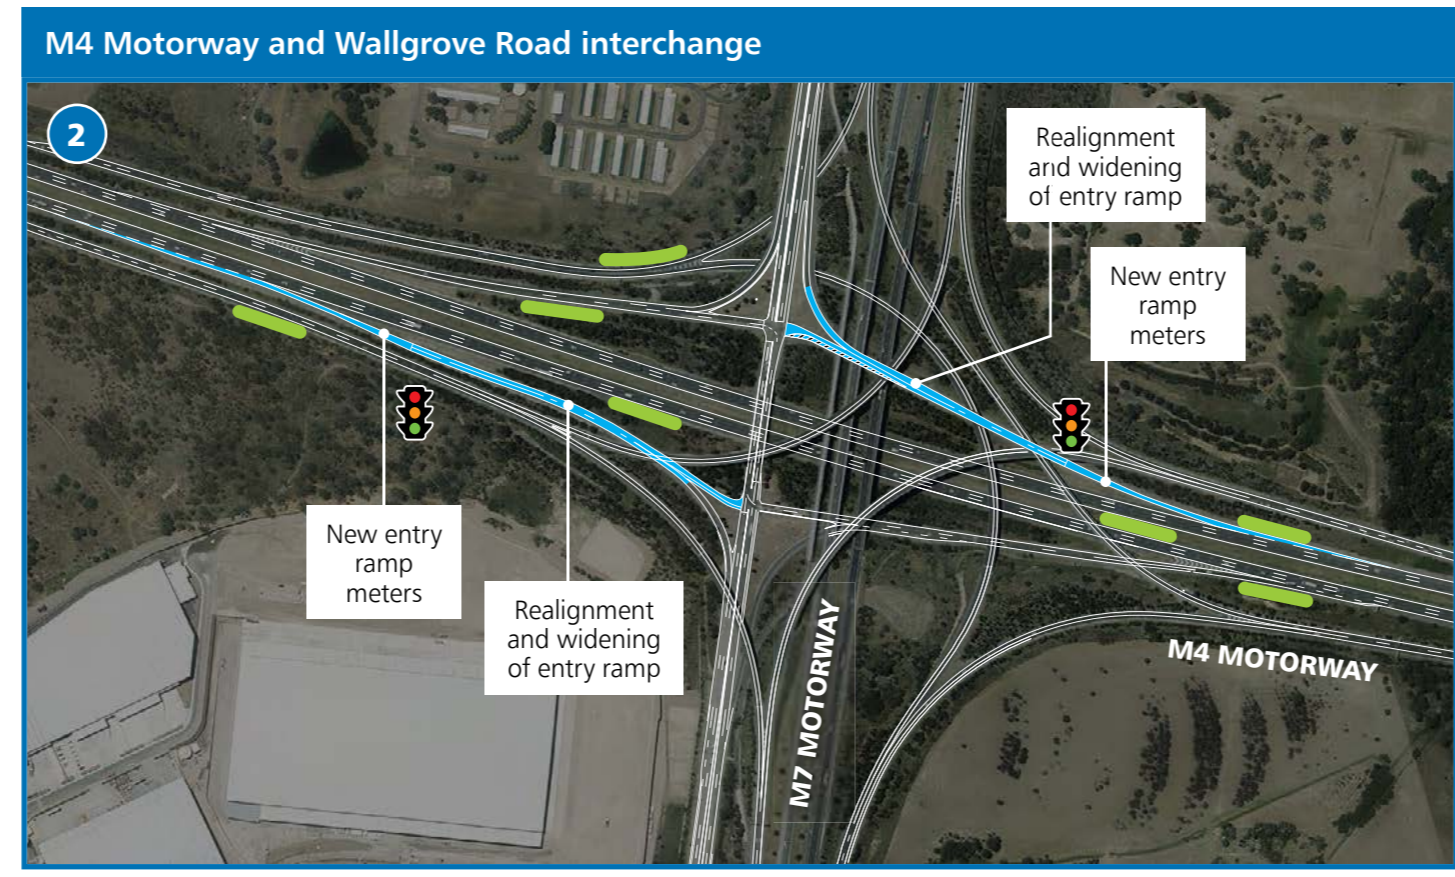 M4 Motorway and Wallgrove Road interchange
2
Realignment
and widening
of entry ramp
New entry
ramp
meters
New entry
ramp
meters
Realignment
and widening
of entry ramp
M7 MOTORWAY
M4 MOTORWAY